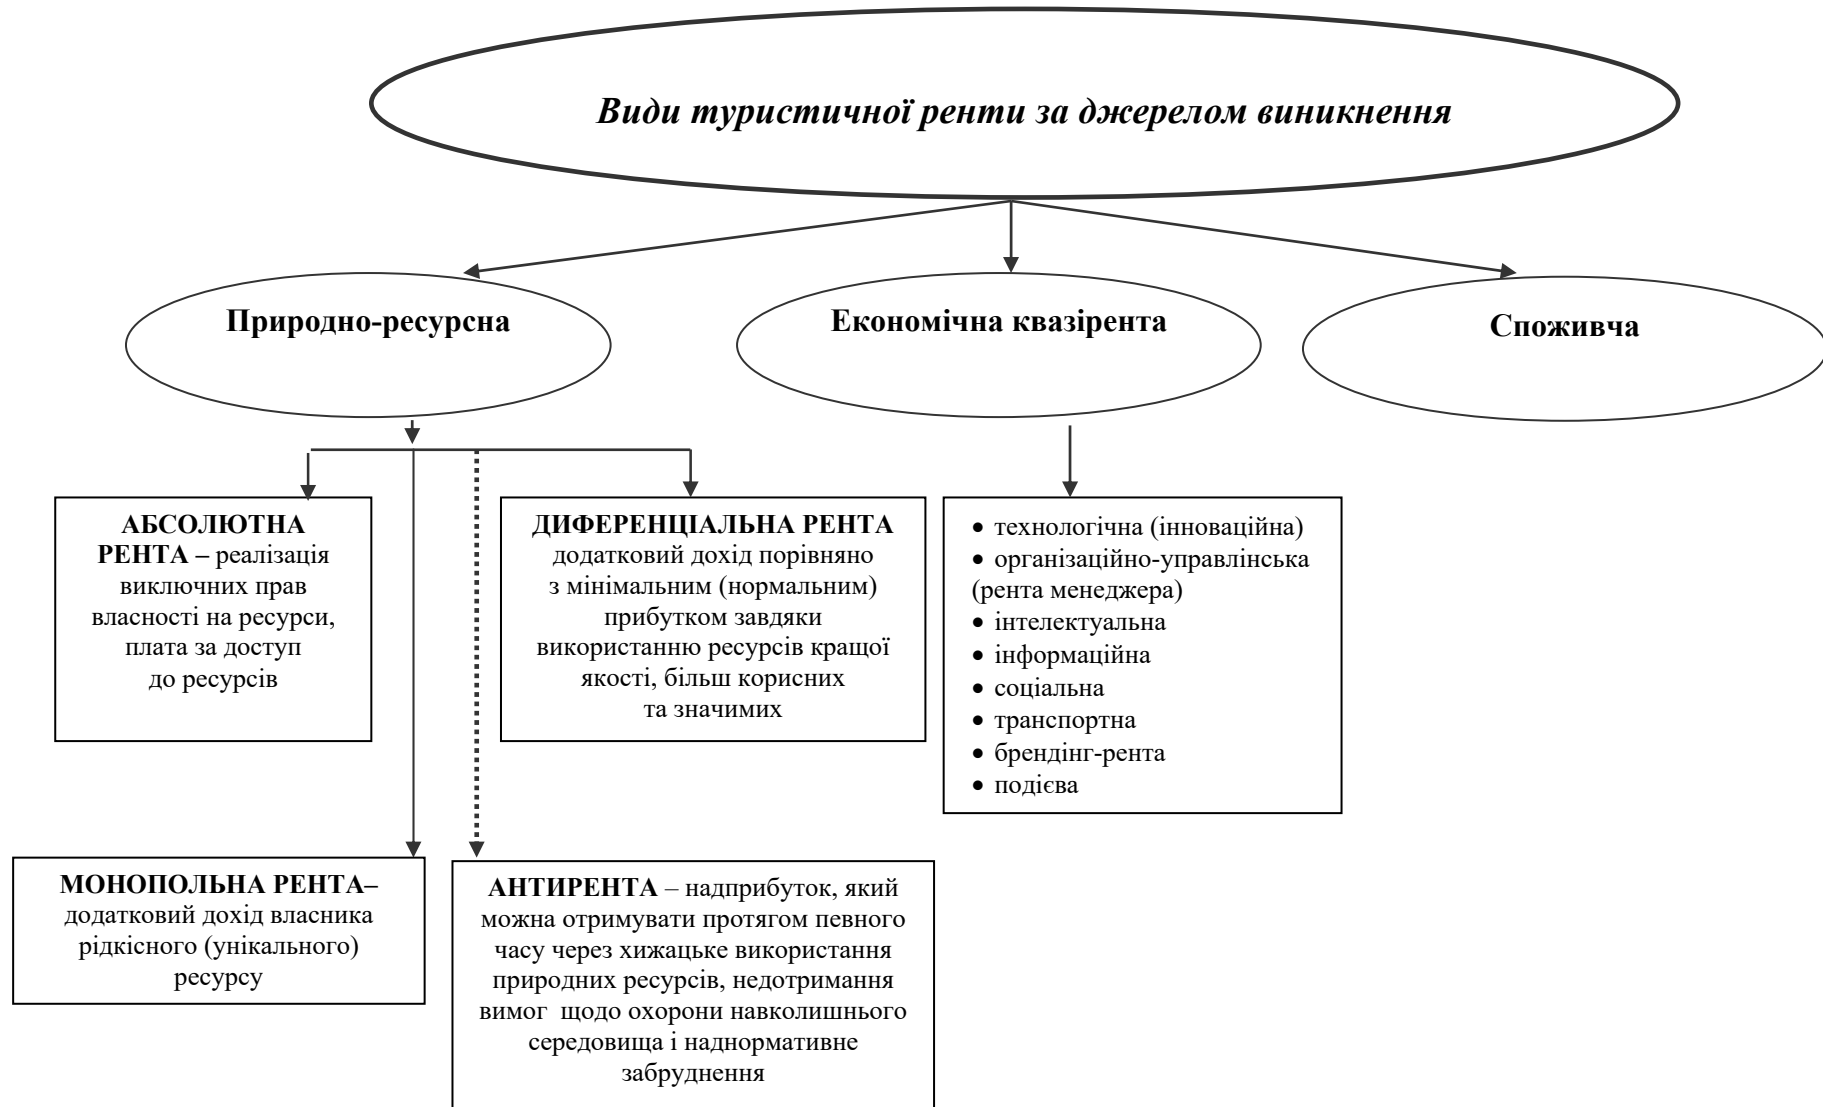 Види туристичної ренти за джерелом виникнення
Природно-ресурсна
Економічна квазірента
Споживча
АБСОЛЮТНА
РЕНТА – реалізація
виключних прав
власності на ресурси,
плата за доступ
до ресурсів
ДИФЕРЕНЦІАЛЬНА РЕНТА
додатковий дохід порівняно
з мінімальним (нормальним)
прибутком завдяки
використанню ресурсів кращої
якості, більш корисних
та значимих
• технологічна (інноваційна)
• організаційно-управлінська
(рента менеджера)
• інтелектуальна
• інформаційна
• соціальна
• транспортна
• брендінг-рента
• подієва
МОНОПОЛЬНА РЕНТА–
додатковий дохід власника
рідкісного (унікального)
ресурсу
АНТИРЕНТА – надприбуток, який
можна отримувати протягом певного
часу через хижацьке використання
природних ресурсів, недотримання
вимог щодо охорони навколишнього
середовища і наднормативне
забруднення